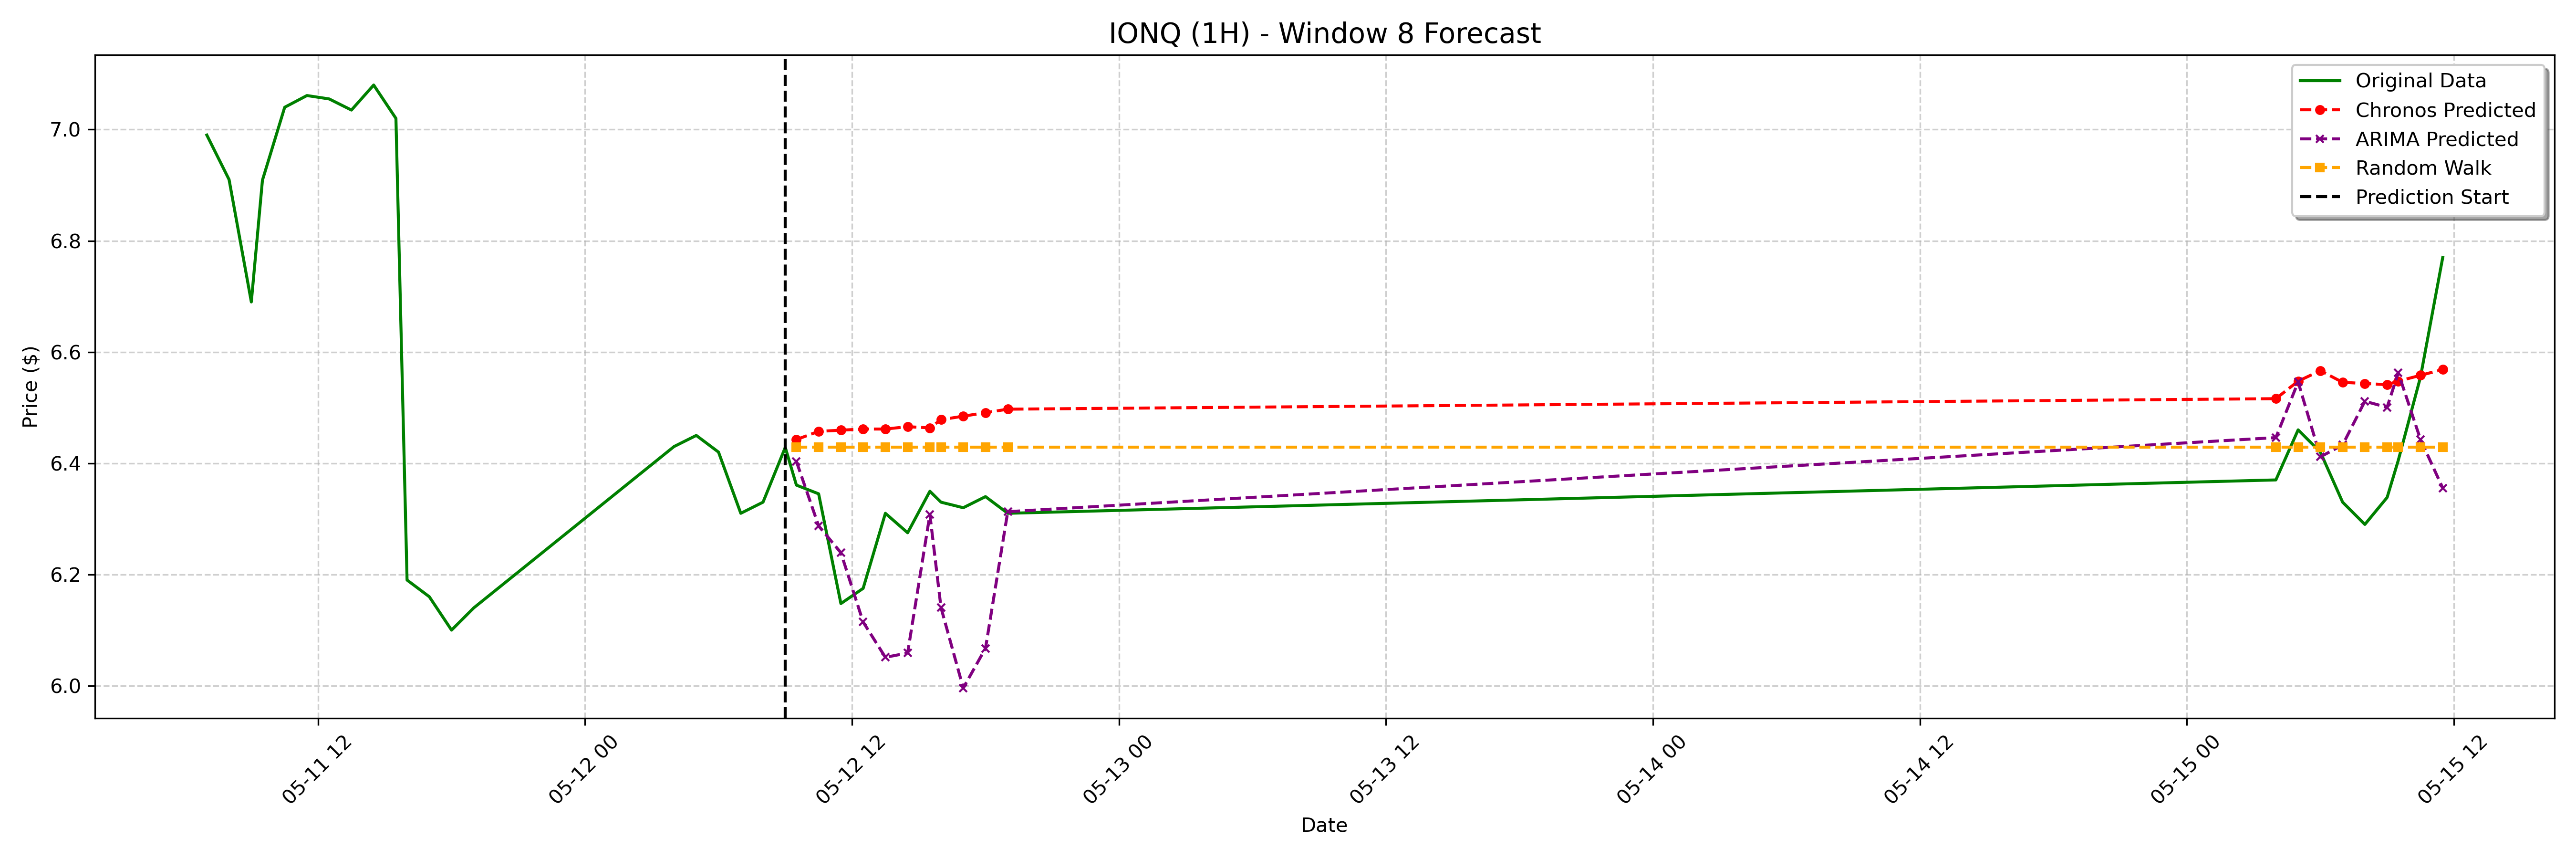 IONQ (1H) - Window 8 Forecast
Price ($)
7.0
6.8
6.6
6.4
6.2
6.0
Original Data
Chronos Predicted
ARIMA Predicted
Random Walk
Prediction Start
05-11 12
05-12 00
05-12 12
05-13 00
05-13 12
05-14 00
05-14 12
05-15 00
05-15 12
Date